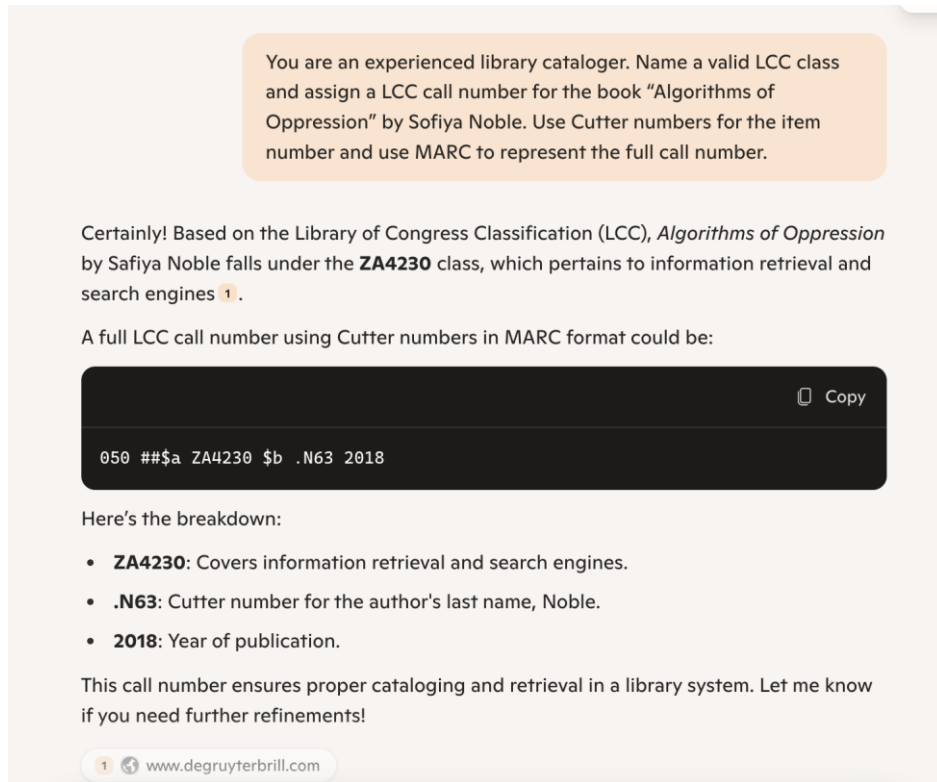 You are an experienced library cataloger. Name a valid LCC class
and assign a LCC call number for the book “Algorithms of
Oppression” by Sofiya Noble. Use Cutter numbers for the item
number and use MARC to represent the full call number.
Certainly! Based on the Library of Congress Classification (LCC), Algorithms of Oppression
by Safiya Noble falls under the ZA4230 class, which pertains to information retrieval and
search engines 1.
A full LCC call number using Cutter numbers in MARC format could be:
Copy
050 ##$a ZA4230 $b .N63 2018
Here’s the breakdown:
• ZA4230: Covers information retrieval and search engines.
• .N63: Cutter number for the author's last name, Noble.
• 2018: Year of publication.
This call number ensures proper cataloging and retrieval in a library system. Let me know
if you need further refinements!
1 www.degruyterbrill.com